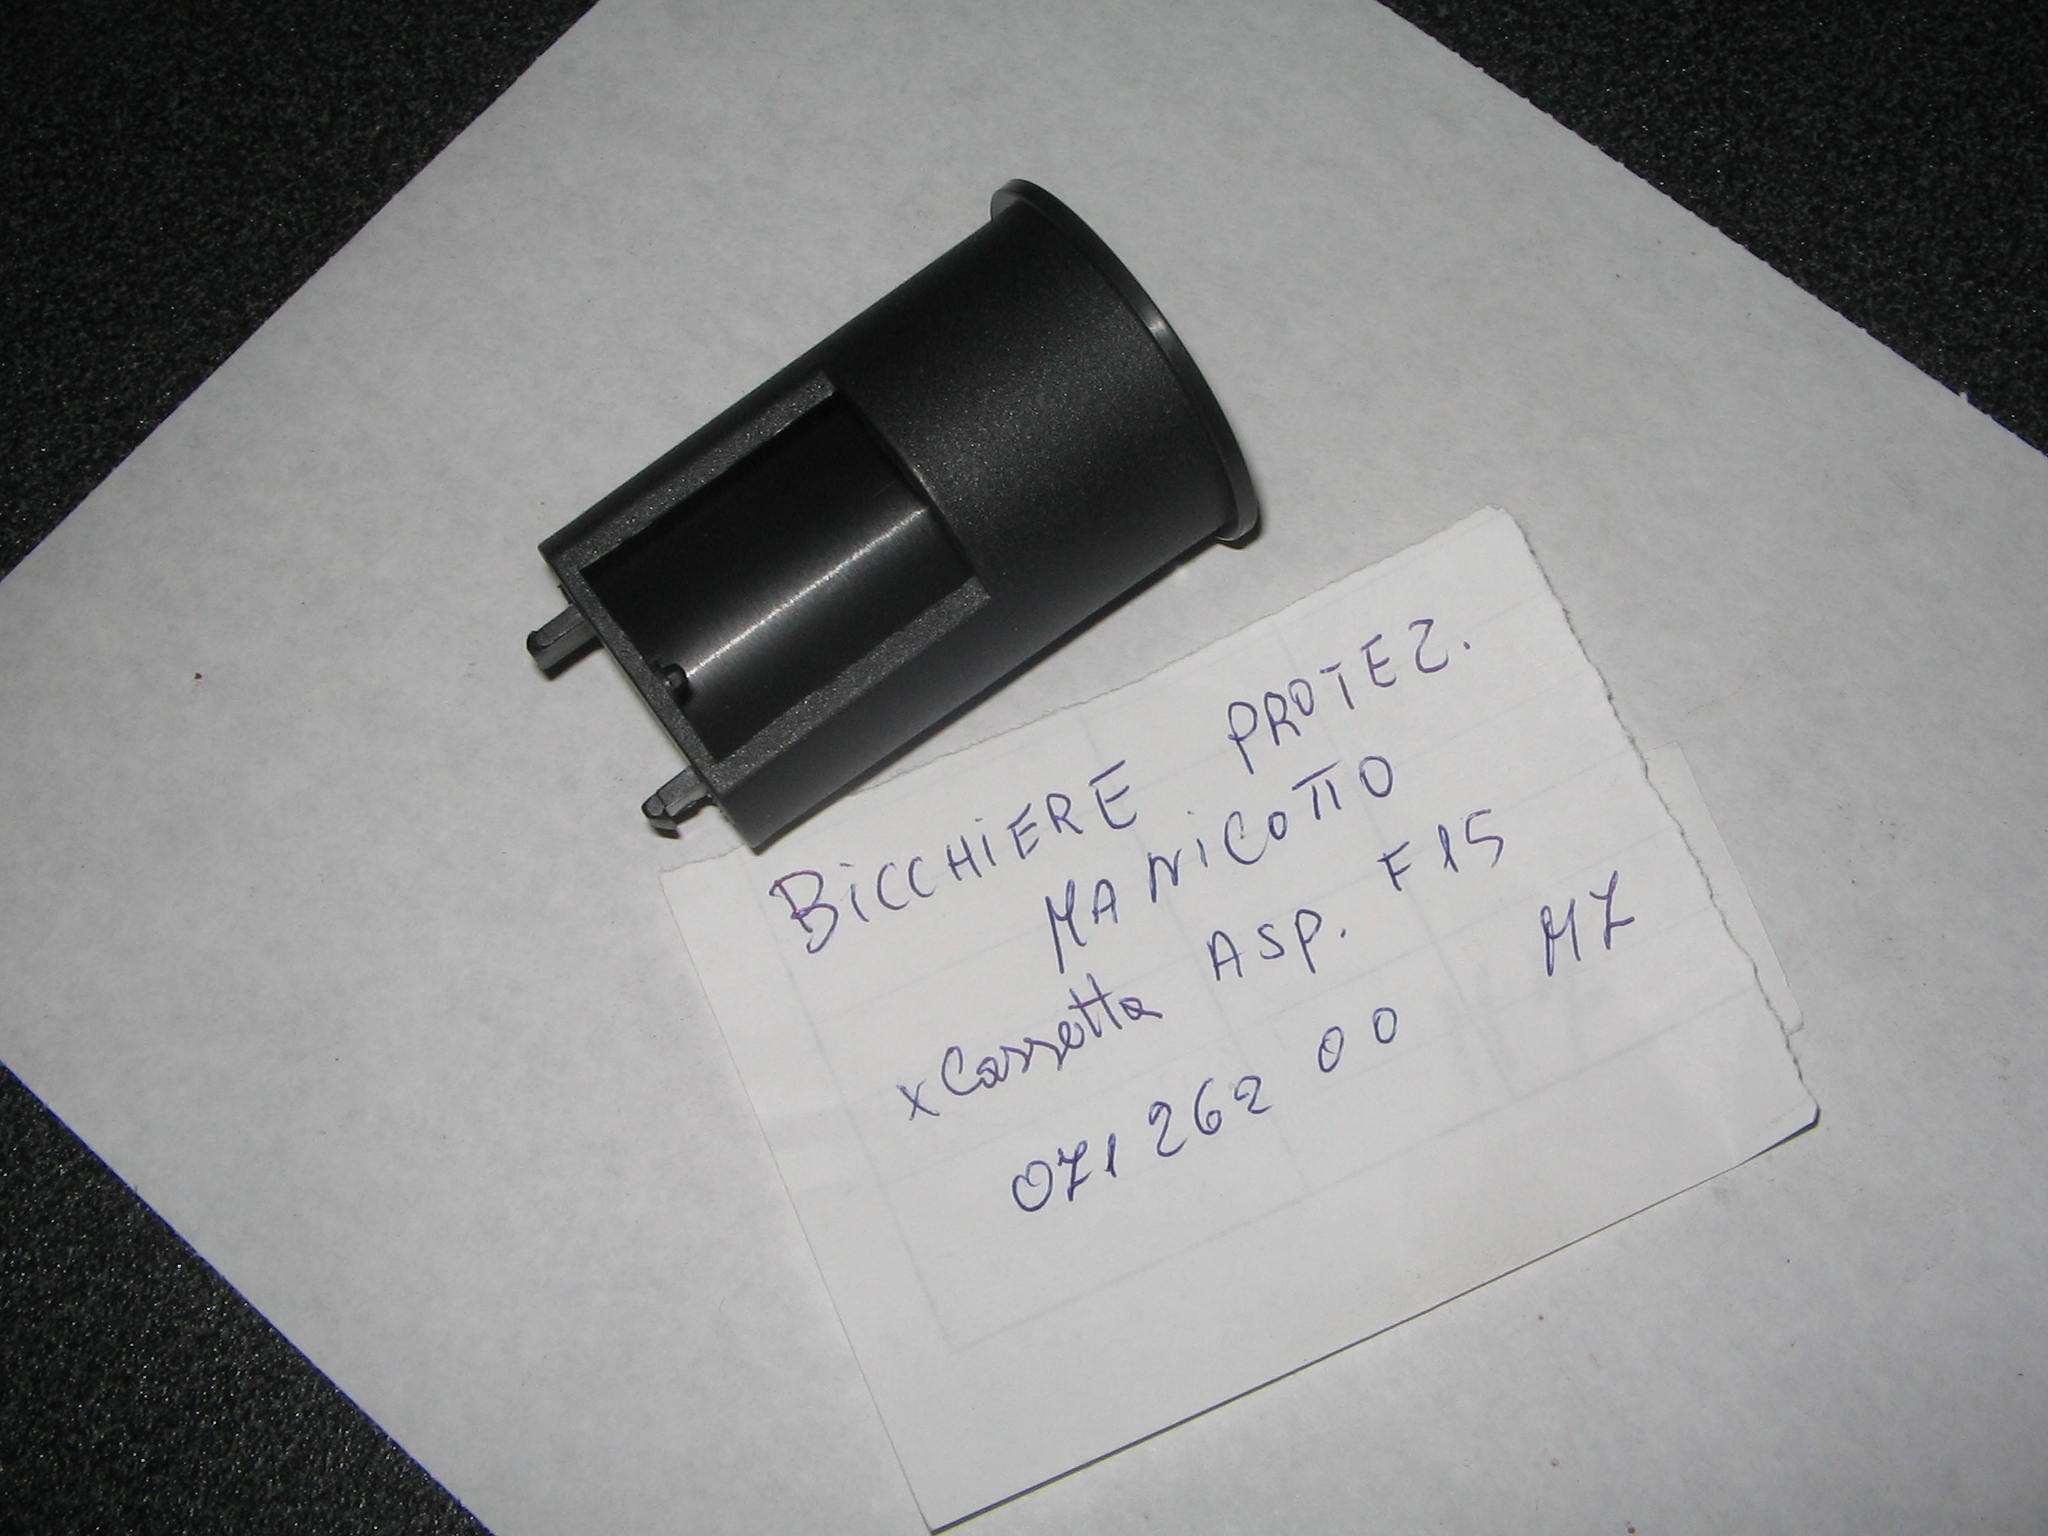 BICCHIERE PROTEZ.
MANICOTTO
x Cassetta ASP. F15
MZ
071 262 00